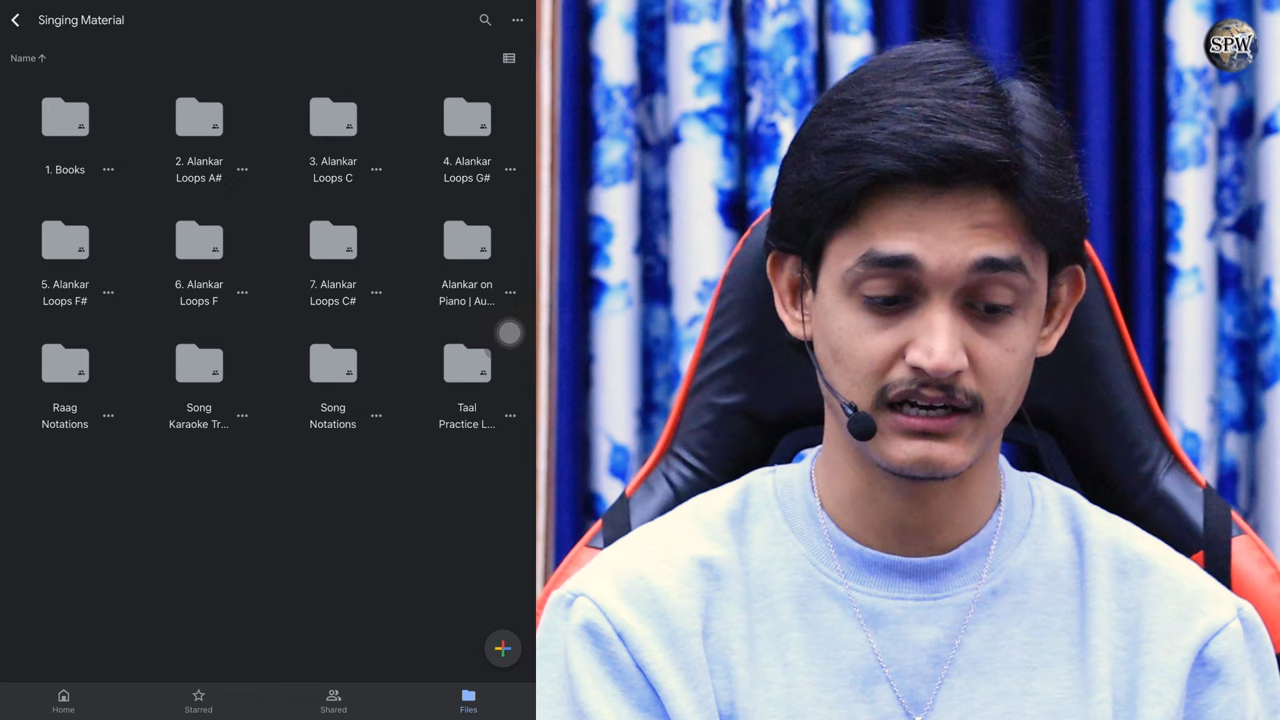 Singing Material
Name
1. Books
2. Alankar
Loops A#
3. Alankar
Loops C
4. Alankar
Loops G#
5. Alankar
Loops F#
6. Alankar
Loops F
7. Alankar
Loops C#
Alankar on
Piano | Au...
Raag
Notations
Song
Karaoke Tr...
Song
Notations
Taal
Practice L...
Home
Starred
Shared
Files
SPW